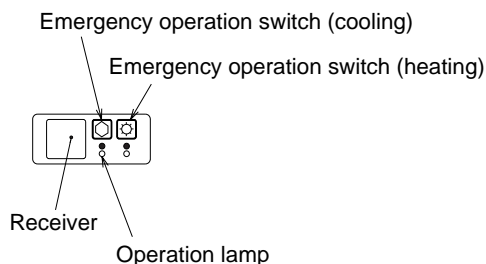 Emergency operation switch (cooling)
Emergency operation switch (heating)
Receiver
Operation lamp